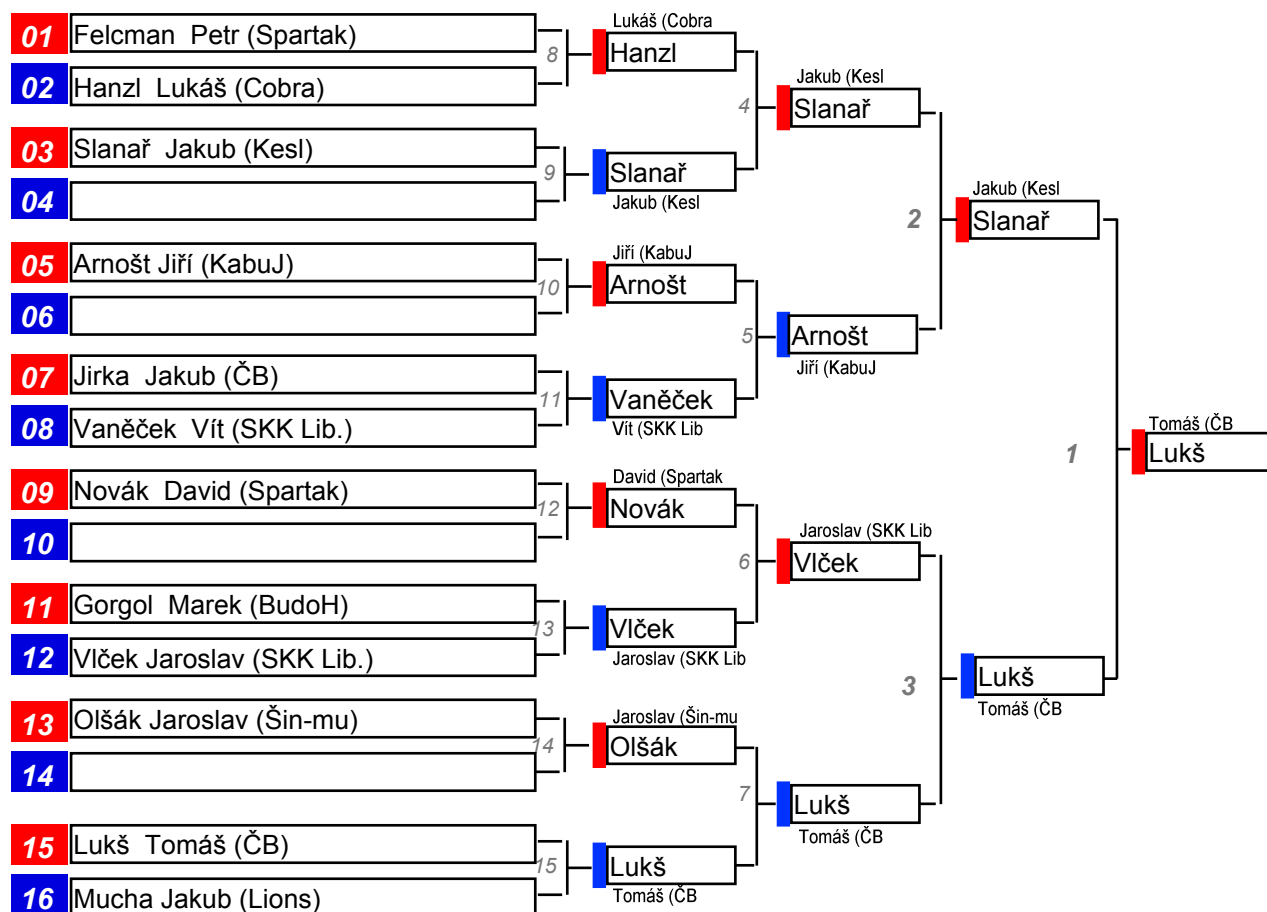 01 Felcman Petr (Spartak)
02 Hanzl Lukáš (Cobra)
03 Slanař Jakub (Kesl)
04
05 Arnošt Jiří (KabuJ)
06
07 Jirka Jakub (ČB)
08 Vaněček Vít (SKK Lib.)
09 Novák David (Spartak)
10
11 Gorgol Marek (BudoH)
12 Vlček Jaroslav (SKK Lib.)
13 Olšák Jaroslav (Šin-mu)
14
15 Lukš Tomáš (ČB)
16 Mucha Jakub (Lions)
8
9
10
11
12
13
14
15
Lukáš (Cobra
Hanzl
Slanař
Jakub (Kesl
Jiří (KabuJ
Arnošt
Vaněček
Vít (SKK Lib
David (Spartak
Novák
Vlček
Jaroslav (SKK Lib
Jaroslav (Šin-mu
Olšák
Lukš
Tomáš (ČB
4
5
6
7
Jakub (Kesl
Slanař
Arnošt
Jiří (KabuJ
Jaroslav (SKK Lib
Vlček
Lukš
Tomáš (ČB
2
3
Jakub (Kesl
Slanař
Lukš
Tomáš (ČB
1
Tomáš (ČB
Lukš